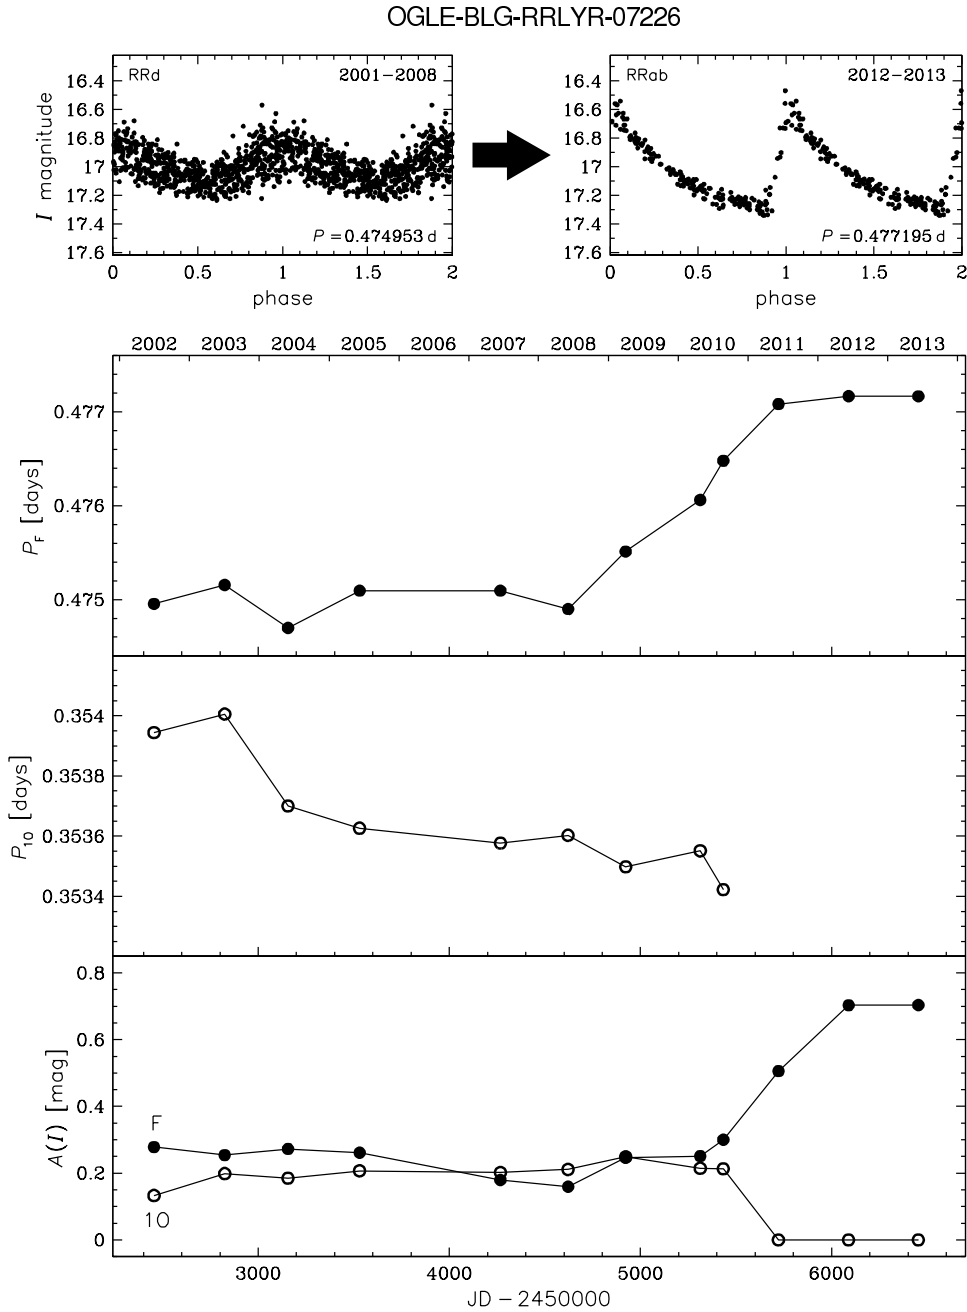 OGLE-BLG-RRLYR-07226
RRd 2001-2008
16.4
16.6
16.8
17
17.2
17.4
17.6
I magnitude
P = 0.474953 d
0 0.5 1 1.5 2
phase
RRab 2012-2013
16.4
16.6
16.8
17
17.2
17.4
17.6
P = 0.477195 d
0 0.5 1 1.5 2
phase
2002 2003 2004 2005 2006 2007 2008 2009 2010 2011 2012 2013
0.477
0.476
0.475
P_F [days]
0.354
0.3538
0.3536
0.3534
P_1O [days]
0.8
0.6
0.4
0.2
0
A(I) [mag]
F
1O
3000 4000 5000 6000
JD - 2450000